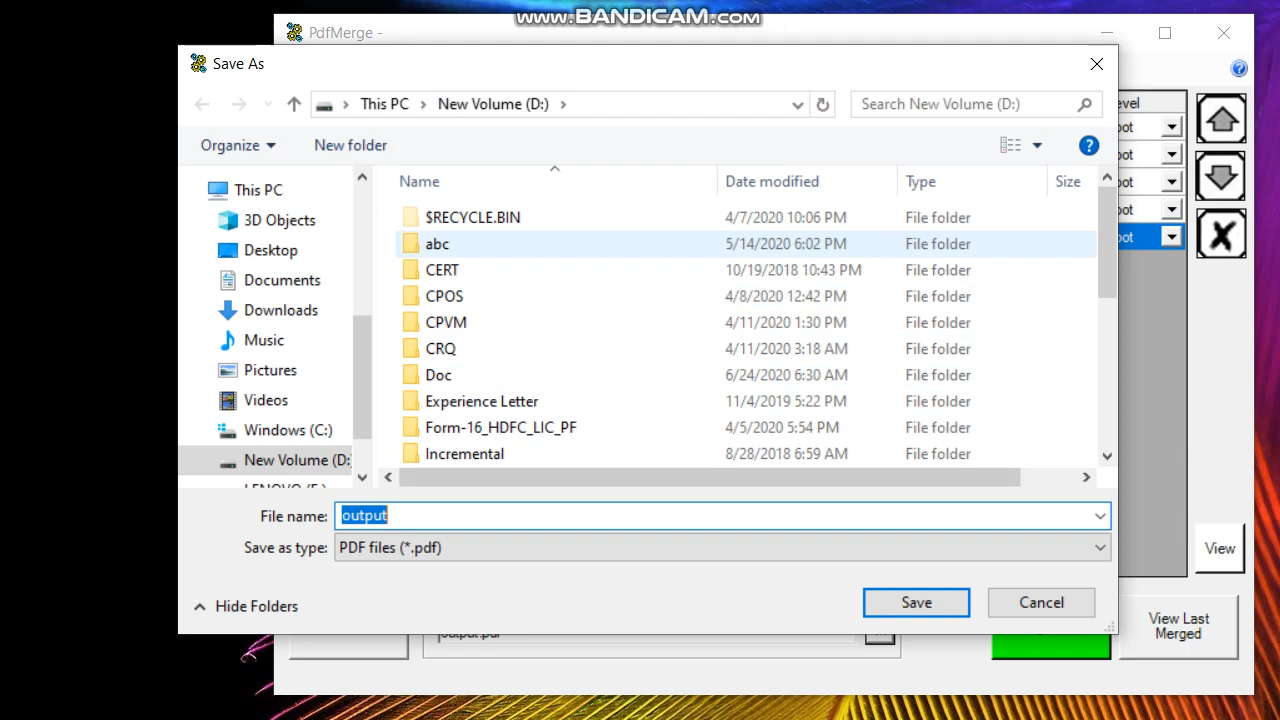 www.BANDICAM.com
PdfMerge -
Save As
This PC
New Volume (D:)
Search New Volume (D:)
Organize
New folder
Name
Date modified
Type
Size
This PC
3D Objects
Desktop
Documents
Downloads
Music
Pictures
Videos
Windows (C:)
New Volume (D:
$RECYCLE.BIN 4/7/2020 10:06 PM File folder
abc 5/14/2020 6:02 PM File folder
CERT 10/19/2018 10:43 PM File folder
CPOS 4/8/2020 12:42 PM File folder
CPVM 4/11/2020 1:30 PM File folder
CRQ 4/11/2020 3:18 AM File folder
Doc 6/24/2020 6:30 AM File folder
Experience Letter 11/4/2019 5:22 PM File folder
Form-16_HDFC_LIC_PF 4/5/2020 5:54 PM File folder
Incremental 8/28/2018 6:59 AM File folder
evel
oot
oot
oot
oot
oot
File name: output
Save as type: PDF files (*.pdf)
Hide Folders
Save
Cancel
View
output.pdf
...
View Last
Merged